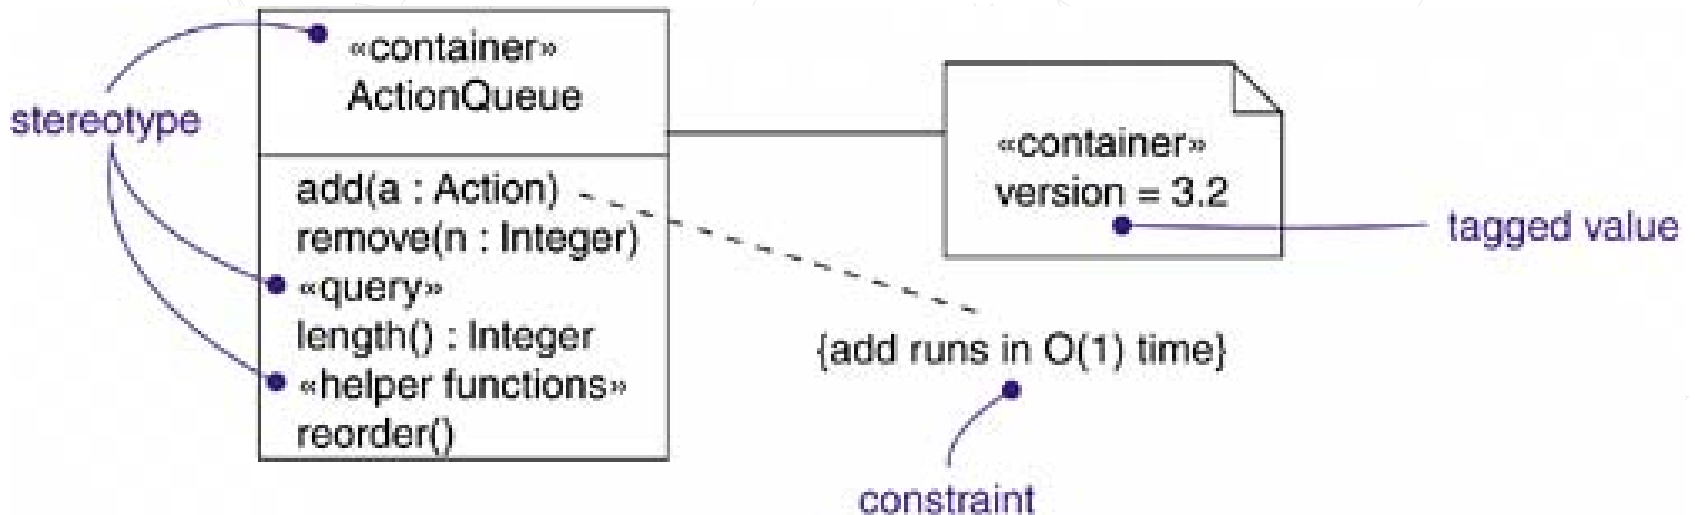 stereotype
«container»
ActionQueue
add(a : Action)
remove(n : Integer)
«query»
length() : Integer
«helper functions»
reorder()
«container»
version = 3.2
tagged value
{add runs in O(1) time}
constraint